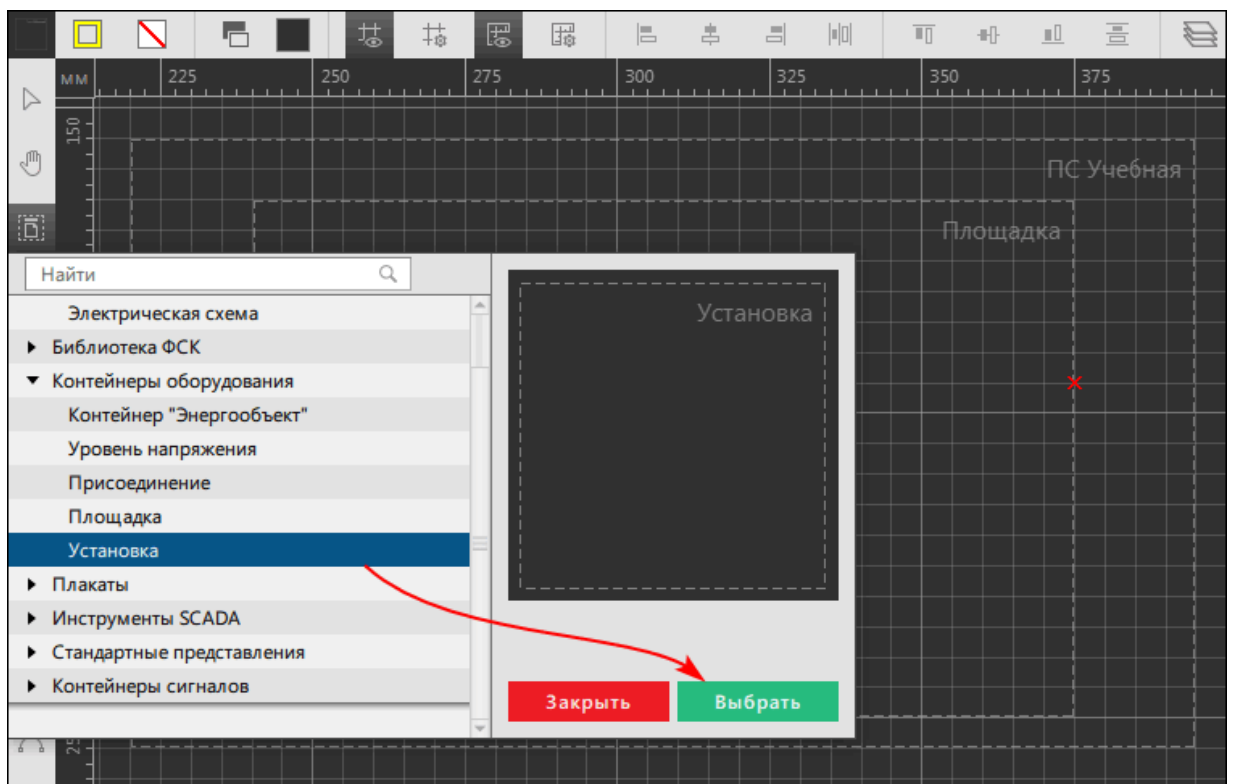 мм 225 250 275 300 325 350 375
150
ПС Учебная
Площадка
Найти
Электрическая схема
Библиотека ФСК
Контейнеры оборудования
Контейнер "Энергообъект"
Уровень напряжения
Присоединение
Площадка
Установка
Плакаты
Инструменты SCADA
Стандартные представления
Контейнеры сигналов
Установка
Закрыть
Выбрать